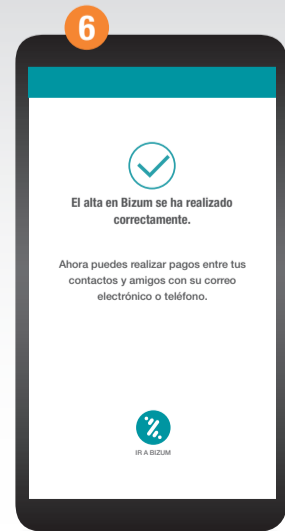 6
El alta en Bizum se ha realizado
correctamente.
Ahora puedes realizar pagos entre tus
contactos y amigos con su correo
electrónico o teléfono.
IR A BIZUM